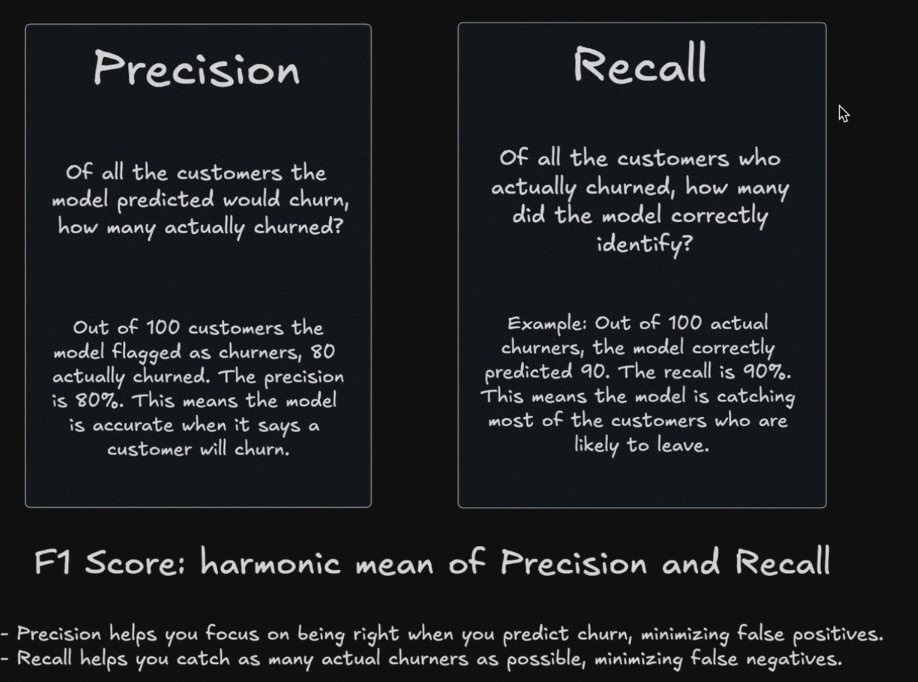 Precision
Of all the customers the
model predicted would churn,
how many actually churned?
Out of 100 customers the
model flagged as churners, 80
actually churned. The precision
is 80%. This means the model
is accurate when it says a
customer will churn.
Recall
Of all the customers who
actually churned, how many
did the model correctly
identify?
Example: Out of 100 actual
churners, the model correctly
predicted 90. The recall is 90%.
This means the model is catching
most of the customers who are
likely to leave.
F1 Score: harmonic mean of Precision and Recall
- Precision helps you focus on being right when you predict churn, minimizing false positives.
- Recall helps you catch as many actual churners as possible, minimizing false negatives.